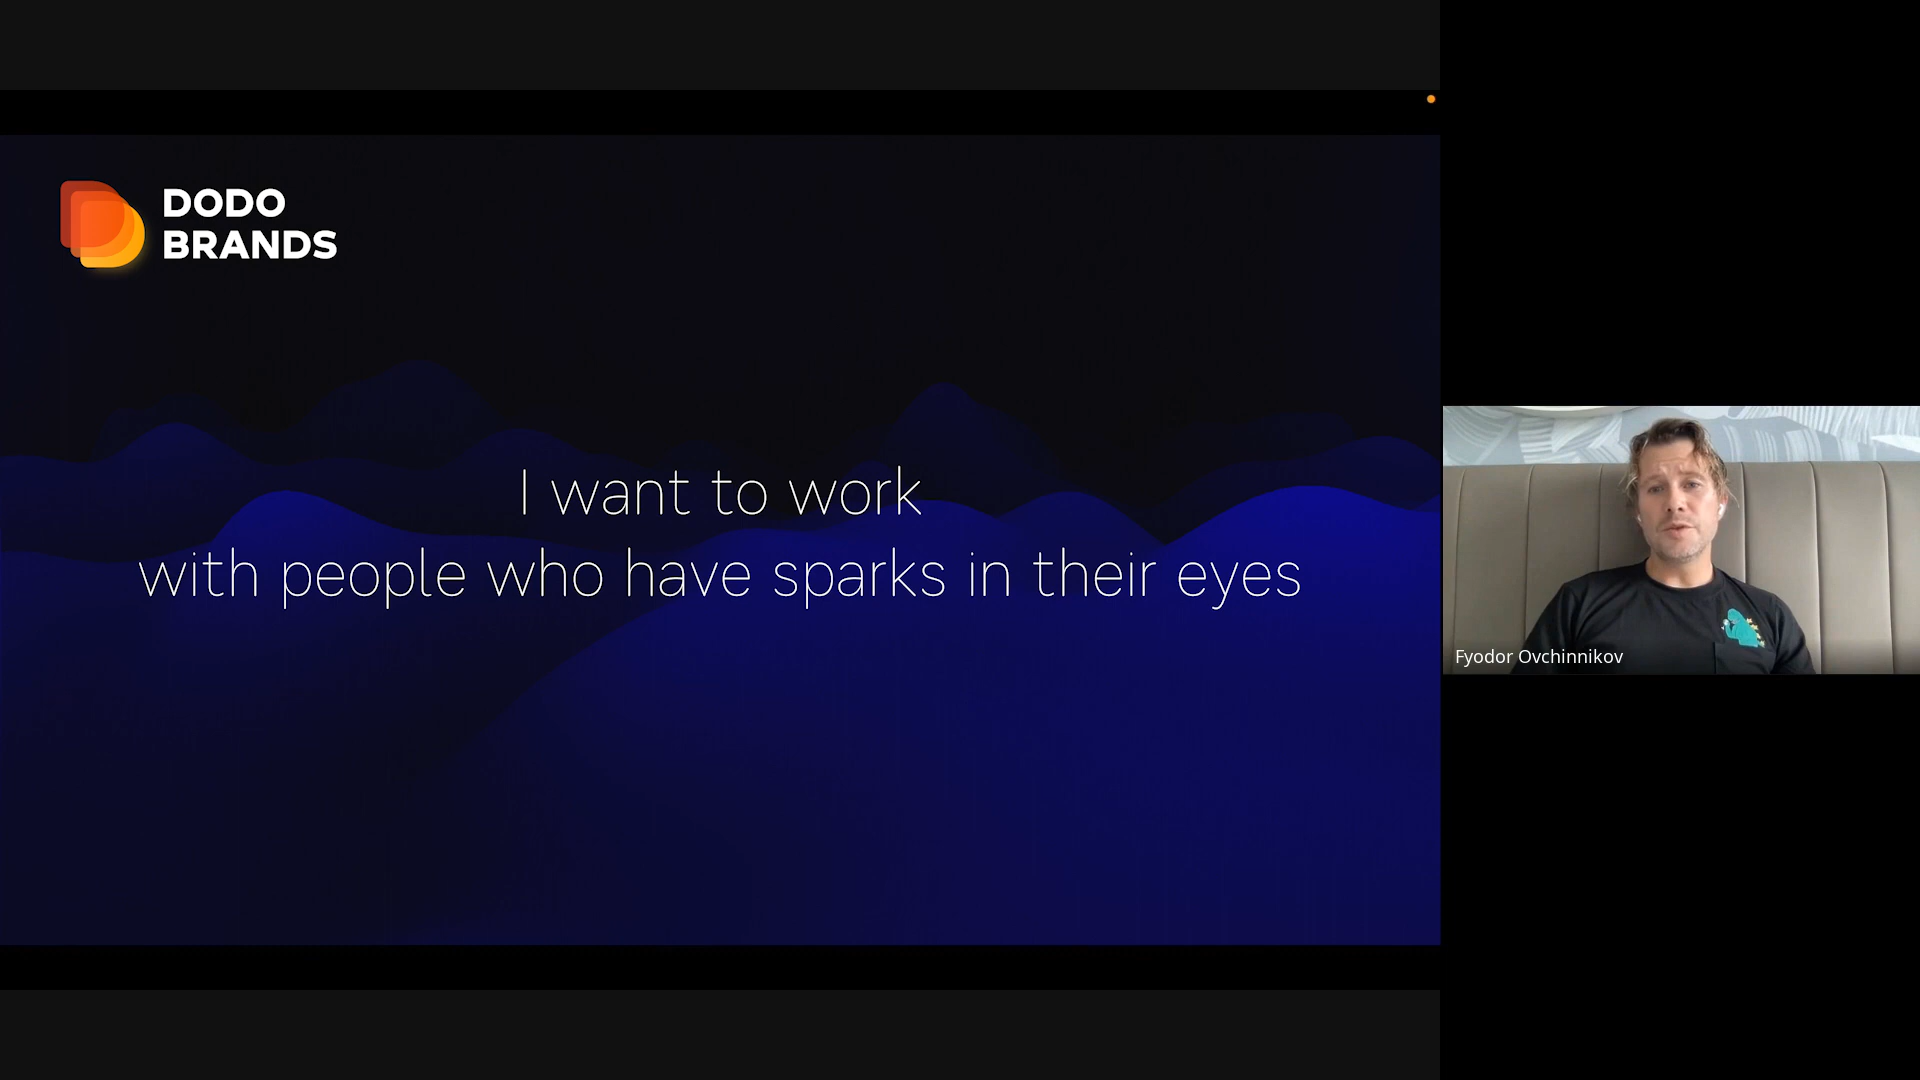 DODO
BRANDS
I want to work
with people who have sparks in their eyes
Fyodor Ovchinnikov